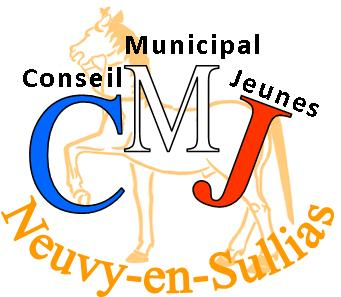 Conseil Municipal Jeunes
CMJ
Neuvy-en-Sullias